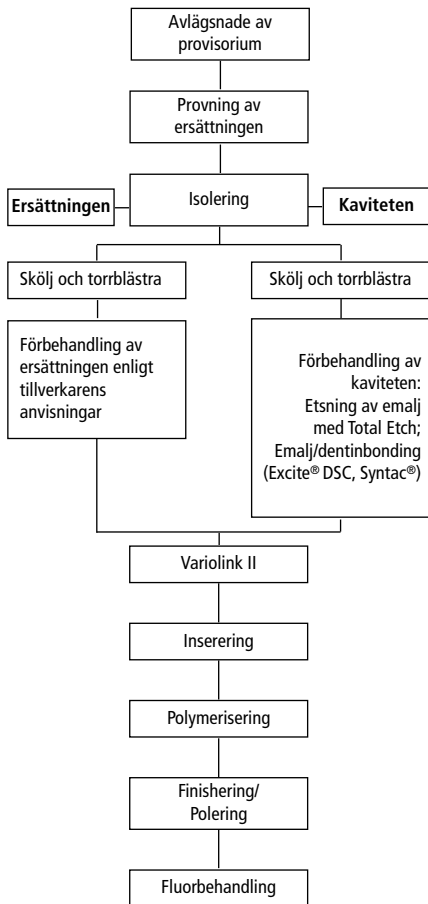 Avlägsnade av
provisorium
Provning av
ersättningen
Ersättningen
Isolering
Kaviteten
Skölj och torrblästra
Skölj och torrblästra
Förbehandling av
ersättningen enligt
tillverkarens
anvisningar
Förbehandling av
kaviteten:
Etsning av emalj
med Total Etch;
Emalj/dentinbonding
(Excite® DSC, Syntac®)
Variolink II
Inserering
Polymerisering
Finishering/
Polering
Fluorbehandling